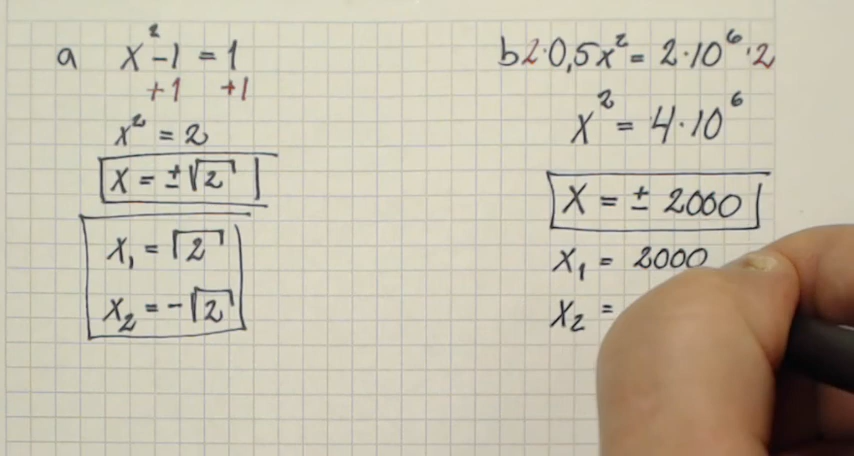 a x²-1 = 1
+1 +1
x² = 2
x = ±√2
x₁ = √2
x₂ = -√2
b 2·0,5x² = 2·10⁶·2
x² = 4·10⁶
x = ± 2000
x₁ = 2000
x₂ =